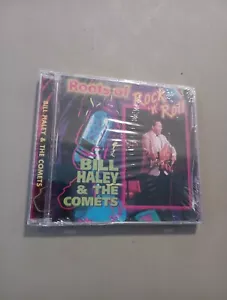 BILL HALEY & THE COMETS
Roots of
ROCK
'N' Roll
BILL
HALEY
& THE
COMETS